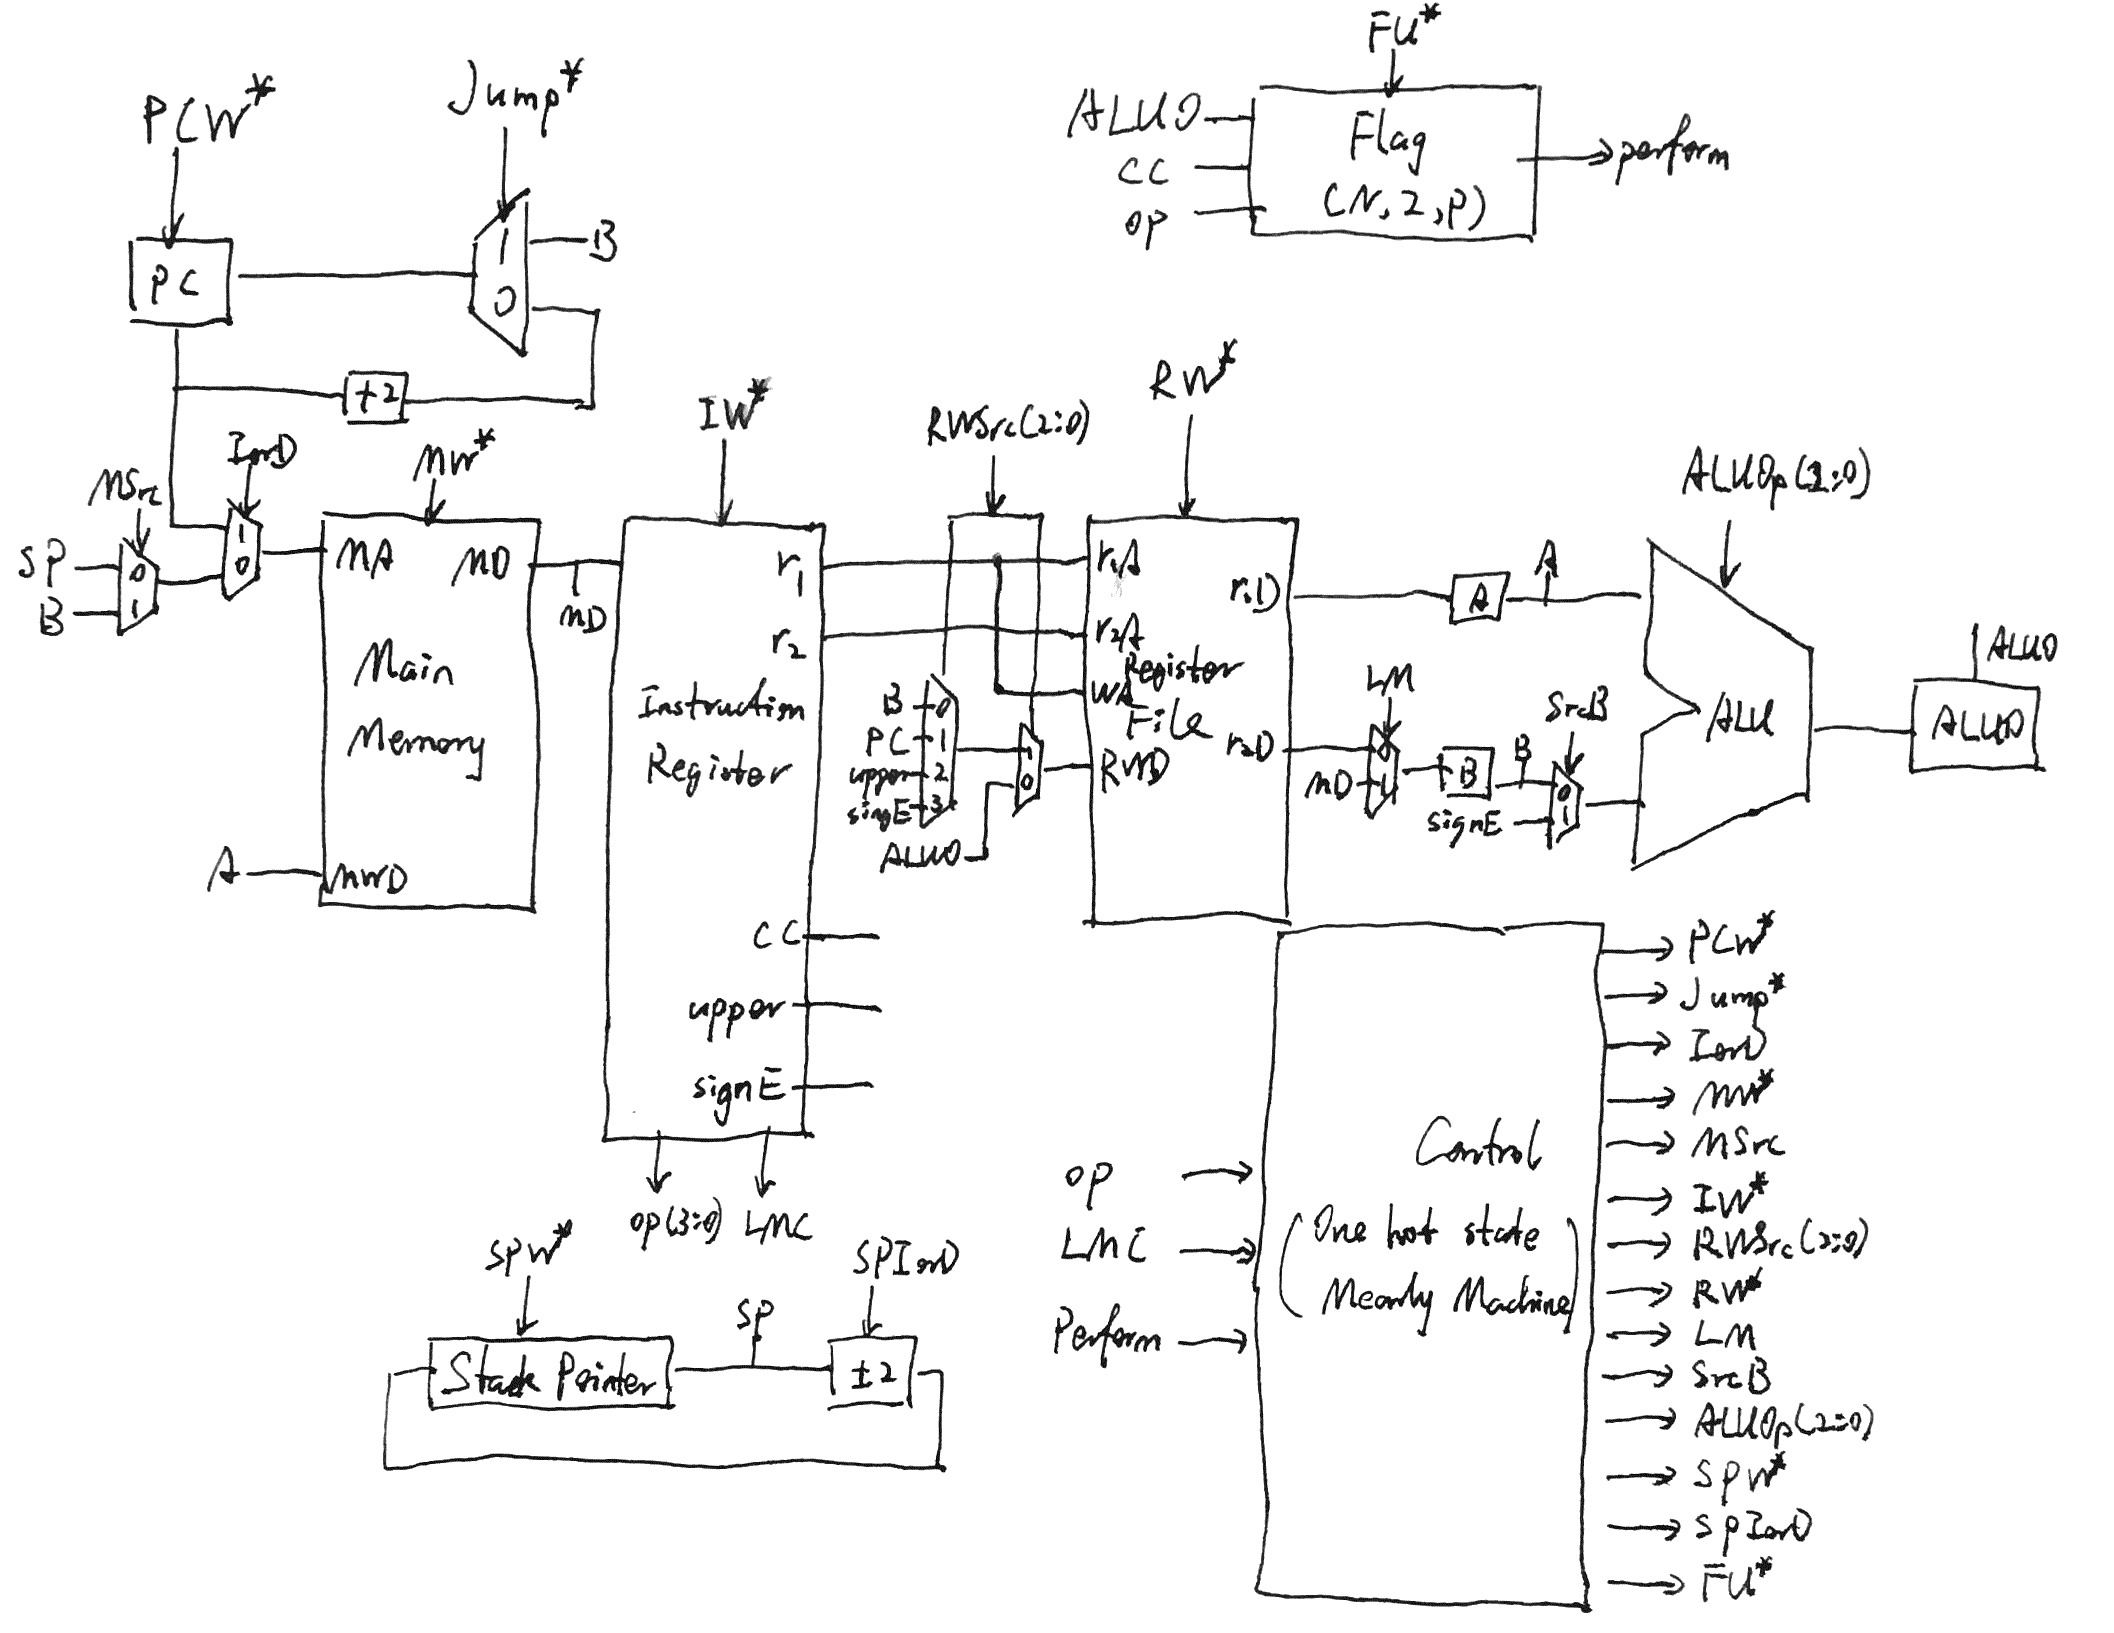 FU*
PCW*
Jump*
ALUO
CC
OP
Flag
(N,Z,P)
perform
PC
1
0
B
+2
IorD
MSrc
MW*
IW*
RWSrc(2:0)
RW*
ALUOp(2:0)
SP
B
0
1
1
0
MA
MD
MD
Main
Memory
A
MWD
r1
r2
Instruction
Register
CC
upper
signE
op(3:0)
LMC
B
PC
upper
singE
0
1
2
3
1
0
ALUO
r1A
r2A
WA
RWD
Register
File
r1D
r2D
A
A
LM
MD
0
1
B
B
SrcB
signE
0
1
ALU
ALUO
ALUO
SPW*
Stack Pointer
SP
SPIorD
±2
OP
LMC
Perform
Control
(One hot state
Mearly Machine)
PCW*
Jump*
IorD
MW*
MSrc
IW*
RWSrc(2:0)
RW*
LM
SrcB
ALUOp(2:0)
SPW*
SPIorD
FU*